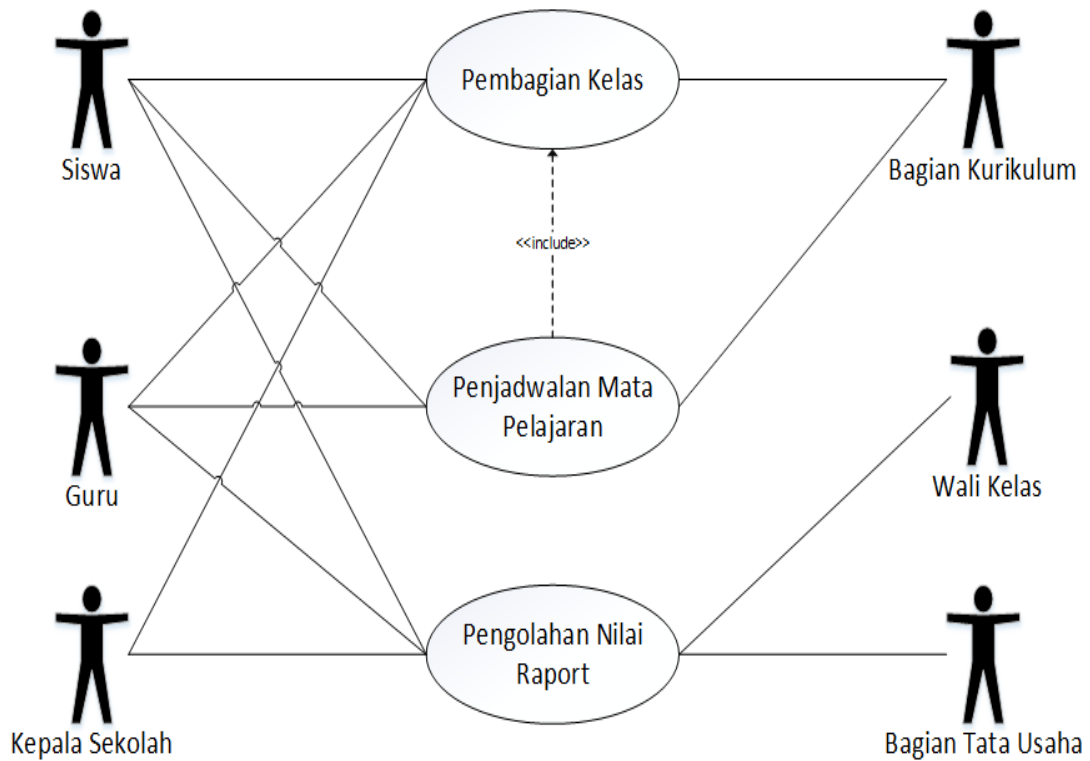 Pembagian Kelas
Siswa
Bagian Kurikulum
<<include>>
Penjadwalan Mata
Pelajaran
Guru
Wali Kelas
Pengolahan Nilai
Raport
Kepala Sekolah
Bagian Tata Usaha